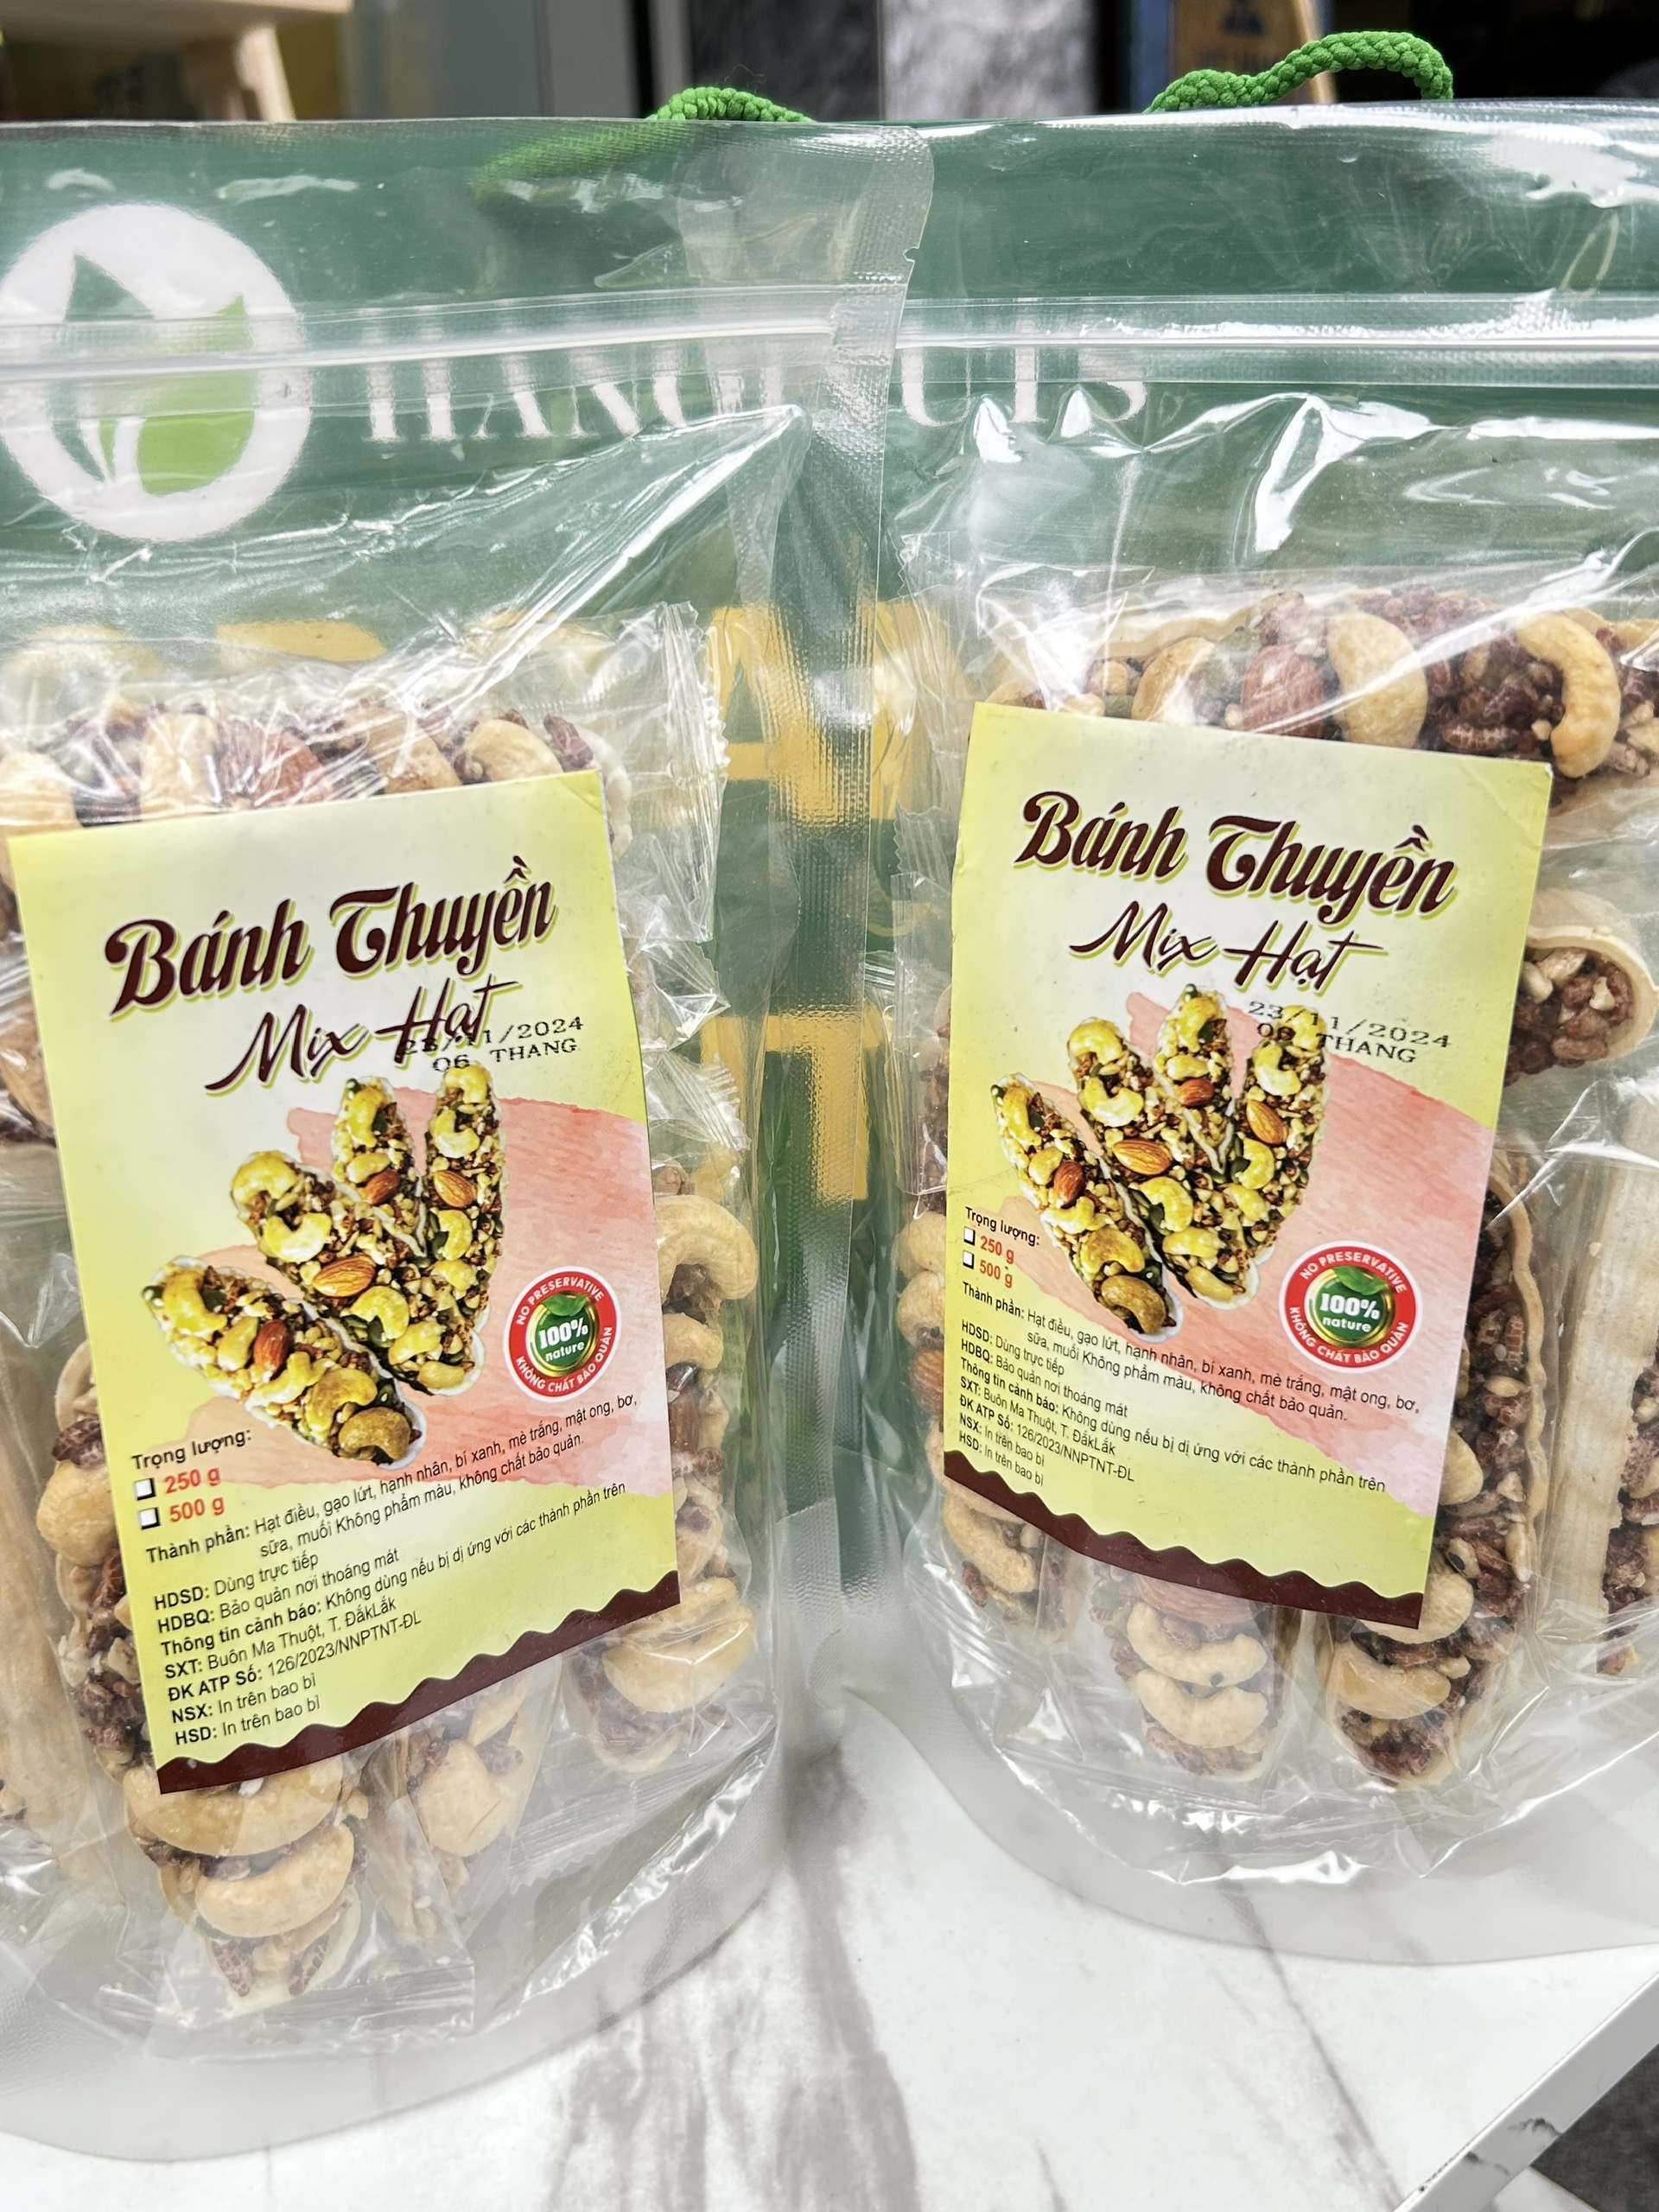 Bánh Thuyền
Mix Hạt
23/11/2024
06 THANG
NO PRESERVATIVE
100%
nature
KHÔNG CHẤT BẢO QUẢN
Trọng lượng:
250 g
500 g
Thành phần: Hạt điều, gạo lứt, hạnh nhân, bí xanh, mè trắng, mật ong, bơ,
sữa, muối Không phẩm màu, không chất bảo quản.
HDSD: Dùng trực tiếp
HDBQ: Bảo quản nơi thoáng mát
Thông tin cảnh báo: Không dùng nếu bị dị ứng với các thành phần trên
SXT: Buôn Ma Thuột, T. ĐắkLắk
ĐK ATP Số: 126/2023/NNPTNT-ĐL
NSX: In trên bao bì
HSD: In trên bao bì
Bánh Thuyền
Mix Hạt
23/11/2024
06 THANG
Trọng lượng:
250 g
500 g
NO PRESERVATIVE
100%
nature
KHÔNG CHẤT BẢO QUẢN
Thành phần: Hạt điều, gạo lứt, hạnh nhân, bí xanh, mè trắng, mật ong, bơ,
sữa, muối Không phẩm màu, không chất bảo quản.
HDSD: Dùng trực tiếp
HDBQ: Bảo quản nơi thoáng mát
Thông tin cảnh báo: Không dùng nếu bị dị ứng với các thành phần trên
SXT: Buôn Ma Thuột, T. ĐắkLắk
ĐK ATP Số: 126/2023/NNPTNT-ĐL
NSX: In trên bao bì
HSD: In trên bao bì